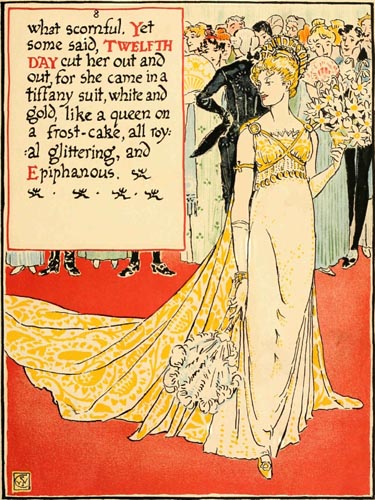 8
what scornful. Yet
some said, TWELFTH
DAY cut her out and
out, for she came in a
tiffany suit, white and
gold, like a queen on
a frost-cake, all roy-
:al glittering, and
Epiphanous.